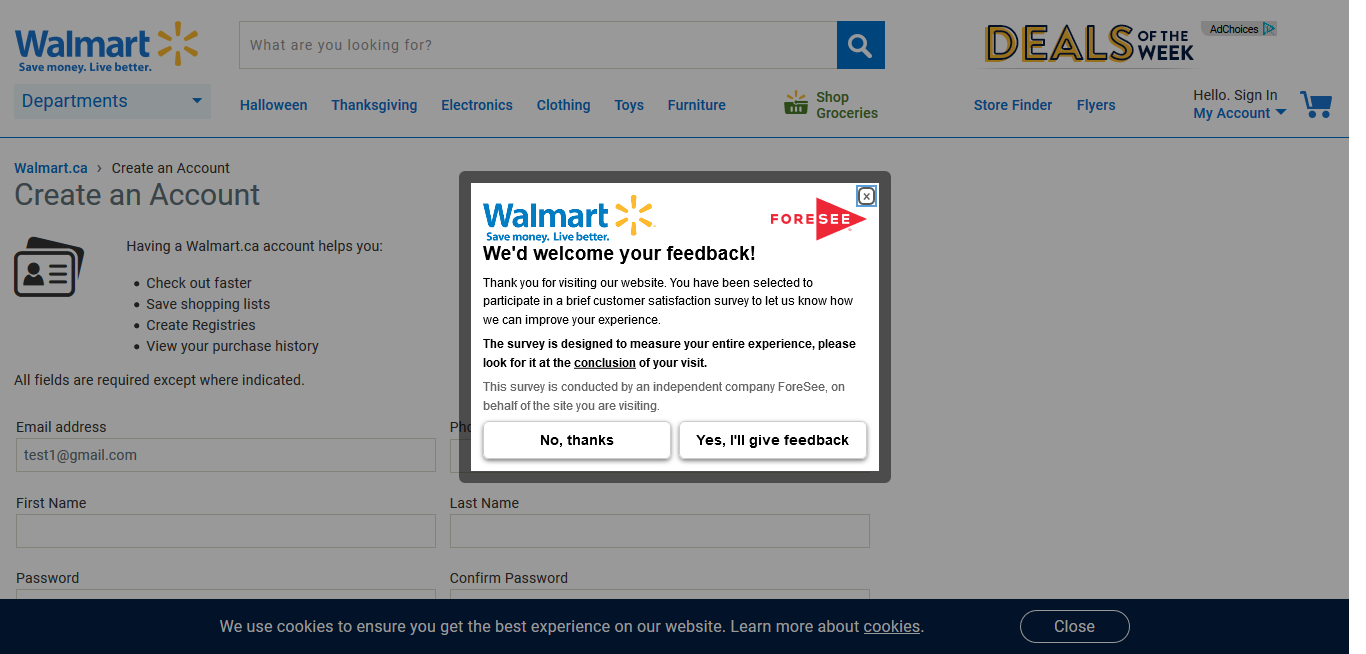 Walmart
Save money. Live better.
What are you looking for?
DEALS OF THE WEEK
AdChoices
Departments
Halloween
Thanksgiving
Electronics
Clothing
Toys
Furniture
Shop
Groceries
Store Finder
Flyers
Hello. Sign In
My Account
Walmart.ca › Create an Account
Create an Account
Having a Walmart.ca account helps you:
• Check out faster
• Save shopping lists
• Create Registries
• View your purchase history
All fields are required except where indicated.
Email address
test1@gmail.com
First Name
Last Name
Password
Confirm Password
x
Walmart
Save money. Live better.
FORESEE
We'd welcome your feedback!
Thank you for visiting our website. You have been selected to
participate in a brief customer satisfaction survey to let us know how
we can improve your experience.
The survey is designed to measure your entire experience, please
look for it at the conclusion of your visit.
This survey is conducted by an independent company ForeSee, on
behalf of the site you are visiting.
No, thanks
Yes, I'll give feedback
We use cookies to ensure you get the best experience on our website. Learn more about cookies.
Close